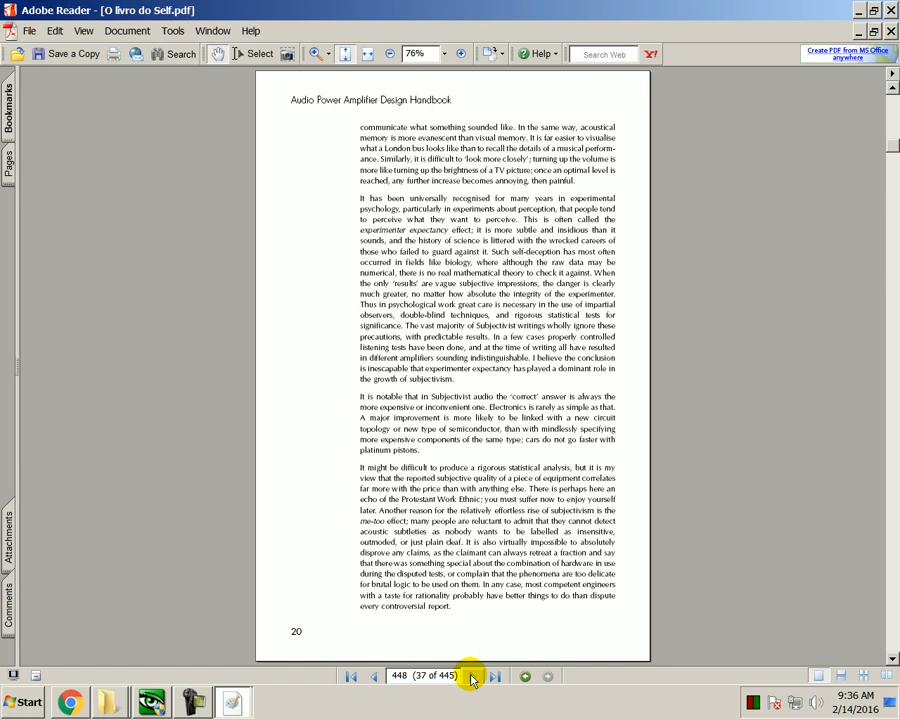 Adobe Reader - [O livro do Self.pdf]
File Edit View Document Tools Window Help
Save a Copy Search Select 76% Help Search Web Y!
Create PDF from MS Office
anywhere
Bookmarks
Pages
Attachments
Comments
Audio Power Amplifier Design Handbook
communicate what something sounded like. In the same way, acoustical
memory is more evanescent than visual memory. It is far easier to visualise
what a London bus looks like than to recall the details of a musical perform-
ance. Similarly, it is difficult to ‘look more closely’; turning up the volume is
more like turning up the brightness of a TV picture; once an optimal level is
reached, any further increase becomes annoying, then painful.
It has been universally recognised for many years in experimental
psychology, particularly in experiments about perception, that people tend
to perceive what they want to perceive. This is often called the
experimenter expectancy effect; it is more subtle and insidious than it
sounds, and the history of science is littered with the wrecked careers of
those who failed to guard against it. Such self-deception has most often
occurred in fields like biology, where although the raw data may be
numerical, there is no real mathematical theory to check it against. When
the only ‘results’ are vague subjective impressions, the danger is clearly
much greater, no matter how absolute the integrity of the experimenter.
Thus in psychological work great care is necessary in the use of impartial
observers, double-blind techniques, and rigorous statistical tests for
significance. The vast majority of Subjectivist writings wholly ignore these
precautions, with predictable results. In a few cases properly controlled
listening tests have been done, and at the time of writing all have resulted
in different amplifiers sounding indistinguishable. I believe the conclusion
is inescapable that experimenter expectancy has played a dominant role in
the growth of subjectivism.
It is notable that in Subjectivist audio the ‘correct’ answer is always the
more expensive or inconvenient one. Electronics is rarely as simple as that.
A major improvement is more likely to be linked with a new circuit
topology or new type of semiconductor, than with mindlessly specifying
more expensive components of the same type; cars do not go faster with
platinum pistons.
It might be difficult to produce a rigorous statistical analysis, but it is my
view that the reported subjective quality of a piece of equipment correlates
far more with the price than with anything else. There is perhaps here an
echo of the Protestant Work Ethnic; you must suffer now to enjoy yourself
later. Another reason for the relatively effortless rise of subjectivism is the
me-too effect; many people are reluctant to admit that they cannot detect
acoustic subtleties as nobody wants to be labelled as insensitive,
outmoded, or just plain deaf. It is also virtually impossible to absolutely
disprove any claims, as the claimant can always retreat a fraction and say
that there was something special about the combination of hardware in use
during the disputed tests, or complain that the phenomena are too delicate
for brutal logic to be used on them. In any case, most competent engineers
with a taste for rationality probably have better things to do than dispute
every controversial report.
20
448 (37 of 445)
Start
9:36 AM
2/14/2016